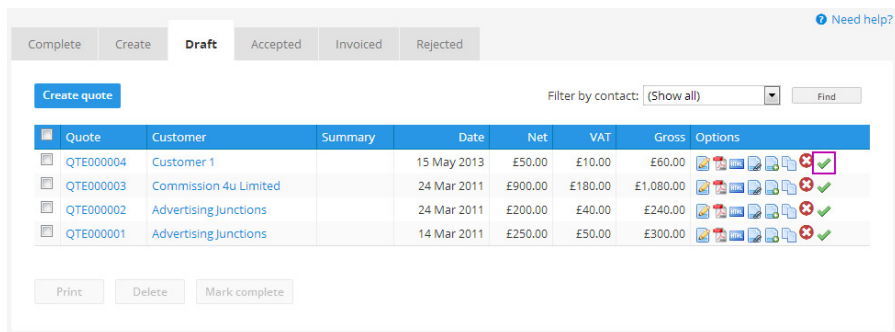 Need help?
Complete Create Draft Accepted Invoiced Rejected
Create quote Filter by contact: (Show all) Find
Quote Customer Summary Date Net VAT Gross Options
QTE000004 Customer 1 15 May 2013 £50.00 £10.00 £60.00 HTML
QTE000003 Commission 4u Limited 24 Mar 2011 £900.00 £180.00 £1,080.00 HTML
QTE000002 Advertising Junctions 24 Mar 2011 £200.00 £40.00 £240.00 HTML
QTE000001 Advertising Junctions 14 Mar 2011 £250.00 £50.00 £300.00 HTML
Print Delete Mark complete